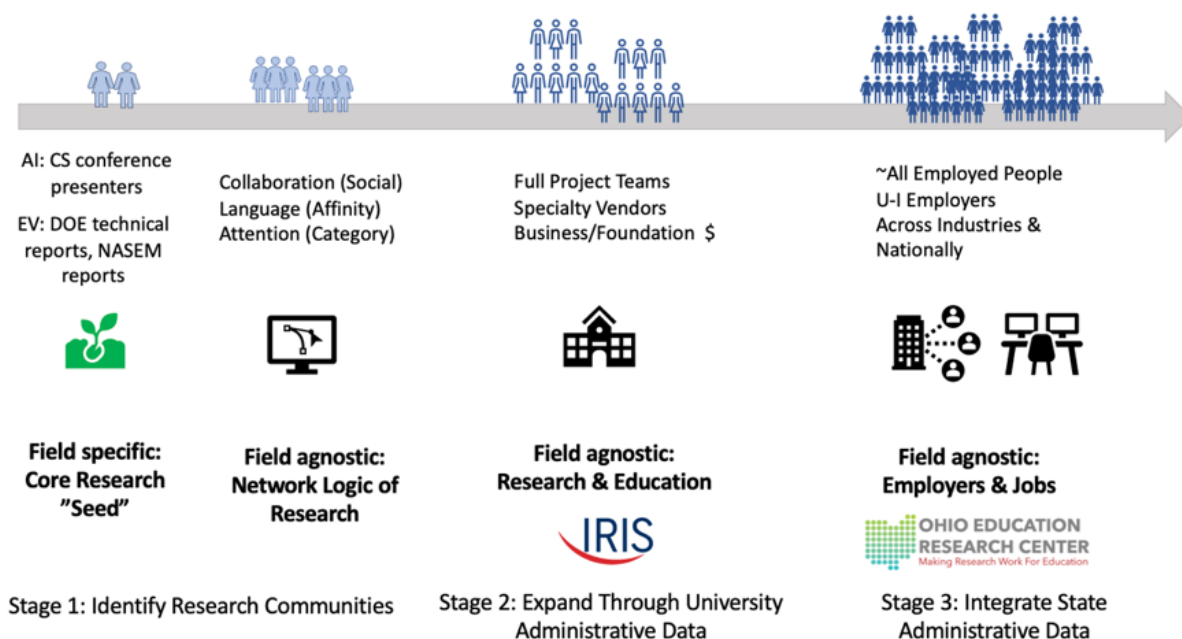 AI: CS conference
presenters
EV: DOE technical
reports, NASEM
reports
Collaboration (Social)
Language (Affinity)
Attention (Category)
Full Project Teams
Specialty Vendors
Business/Foundation $
~All Employed People
U-I Employers
Across Industries &
Nationally
Field specific:
Core Research
”Seed”
Field agnostic:
Network Logic of
Research
Field agnostic:
Research & Education
IRIS
Field agnostic:
Employers & Jobs
OHIO EDUCATION
RESEARCH CENTER
Making Research Work For Education
Stage 1: Identify Research Communities
Stage 2: Expand Through University
Administrative Data
Stage 3: Integrate State
Administrative Data